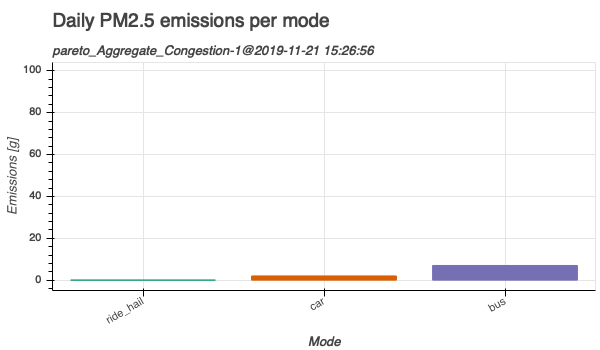 Daily PM2.5 emissions per mode
pareto_Aggregate_Congestion-1@2019-11-21 15:26:56
100
80
60
40
20
0
Emissions [g]
ride_hail
car
bus
Mode